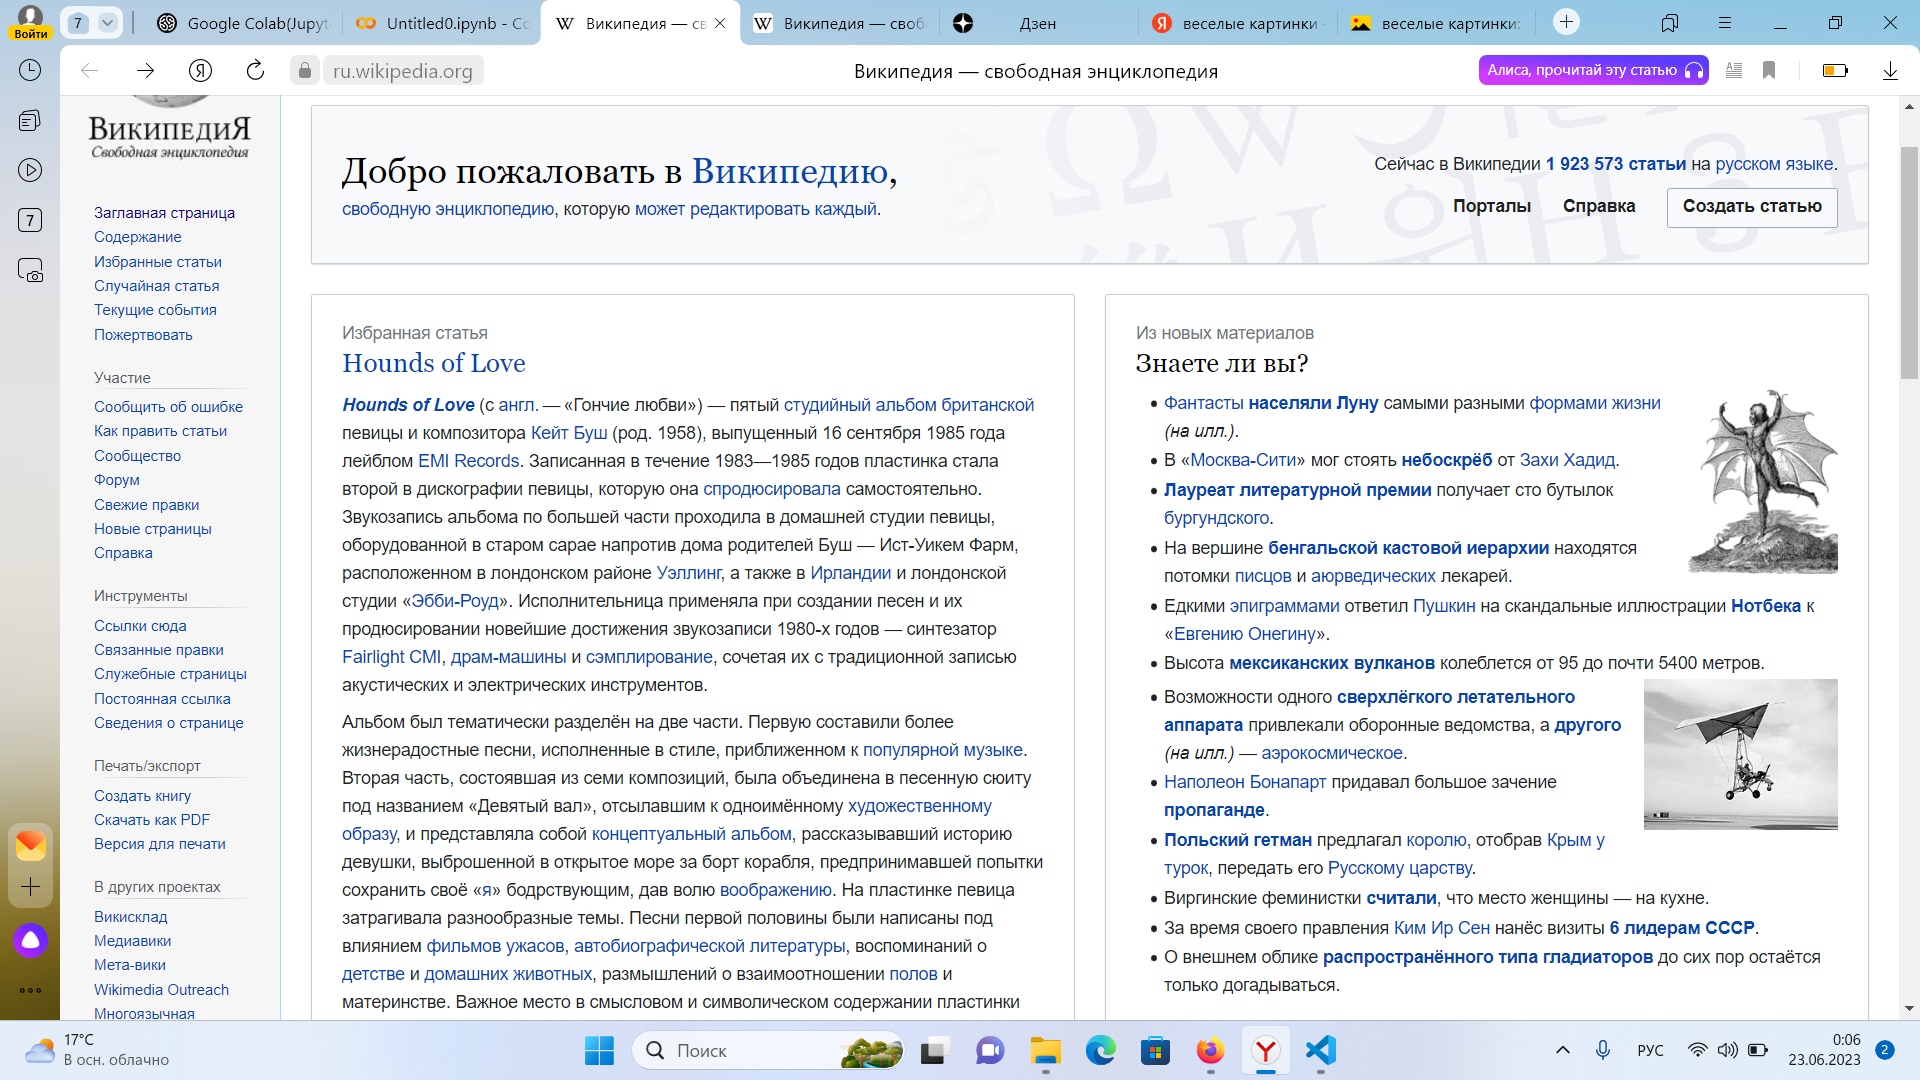 Войти
7
Google Colab(Jupyt
Untitled0.ipynb - Co
Википедия — св
Википедия — своб
Дзен
веселые картинки -
веселые картинки:
ru.wikipedia.org
Википедия — свободная энциклопедия
Алиса, прочитай эту статью
7
ВикипедиЯ
Свободная энциклопедия
Заглавная страница
Содержание
Избранные статьи
Случайная статья
Текущие события
Пожертвовать
Участие
Сообщить об ошибке
Как править статьи
Сообщество
Форум
Свежие правки
Новые страницы
Справка
Инструменты
Ссылки сюда
Связанные правки
Служебные страницы
Постоянная ссылка
Сведения о странице
Печать/экспорт
Создать книгу
Скачать как PDF
Версия для печати
В других проектах
Викисклад
Медиавики
Мета-вики
Wikimedia Outreach
Многоязычная
Добро пожаловать в Википедию,
свободную энциклопедию, которую может редактировать каждый.
Сейчас в Википедии 1 923 573 статьи на русском языке.
Порталы Справка Создать статью
Избранная статья
Hounds of Love
Hounds of Love (с англ. — «Гончие любви») — пятый студийный альбом британской
певицы и композитора Кейт Буш (род. 1958), выпущенный 16 сентября 1985 года
лейблом EMI Records. Записанная в течение 1983—1985 годов пластинка стала
второй в дискографии певицы, которую она спродюсировала самостоятельно.
Звукозапись альбома по большей части проходила в домашней студии певицы,
оборудованной в старом сарае напротив дома родителей Буш — Ист-Уикем Фарм,
расположенном в лондонском районе Уэллинг, а также в Ирландии и лондонской
студии «Эбби-Роуд». Исполнительница применяла при создании песен и их
продюсировании новейшие достижения звукозаписи 1980-х годов — синтезатор
Fairlight CMI, драм-машины и сэмплирование, сочетая их с традиционной записью
акустических и электрических инструментов.
Альбом был тематически разделён на две части. Первую составили более
жизнерадостные песни, исполненные в стиле, приближенном к популярной музыке.
Вторая часть, состоявшая из семи композиций, была объединена в песенную сюиту
под названием «Девятый вал», отсылавшим к одноимённому художественному
образу, и представляла собой концептуальный альбом, рассказывавший историю
девушки, выброшенной в открытое море за борт корабля, предпринимавшей попытки
сохранить своё «я» бодрствующим, дав волю воображению. На пластинке певица
затрагивала разнообразные темы. Песни первой половины были написаны под
влиянием фильмов ужасов, автобиографической литературы, воспоминаний о
детстве и домашних животных, размышлений о взаимоотношении полов и
материнстве. Важное место в смысловом и символическом содержании пластинки
Из новых материалов
Знаете ли вы?
Фантасты населяли Луну самыми разными формами жизни
(на илл.).
В «Москва-Сити» мог стоять небоскрёб от Захи Хадид.
Лауреат литературной премии получает сто бутылок
бургундского.
На вершине бенгальской кастовой иерархии находятся
потомки писцов и аюрведических лекарей.
Едкими эпиграммами ответил Пушкин на скандальные иллюстрации Нотбека к
«Евгению Онегину».
Высота мексиканских вулканов колеблется от 95 до почти 5400 метров.
Возможности одного сверхлёгкого летательного
аппарата привлекали оборонные ведомства, а другого
(на илл.) — аэрокосмическое.
Наполеон Бонапарт придавал большое зачение
пропаганде.
Польский гетман предлагал королю, отобрав Крым у
турок, передать его Русскому царству.
Виргинские феминистки считали, что место женщины — на кухне.
За время своего правления Ким Ир Сен нанёс визиты 6 лидерам СССР.
О внешнем облике распространённого типа гладиаторов до сих пор остаётся
только догадываться.
17°C
В осн. облачно
Поиск
РУС
0:06
23.06.2023
2